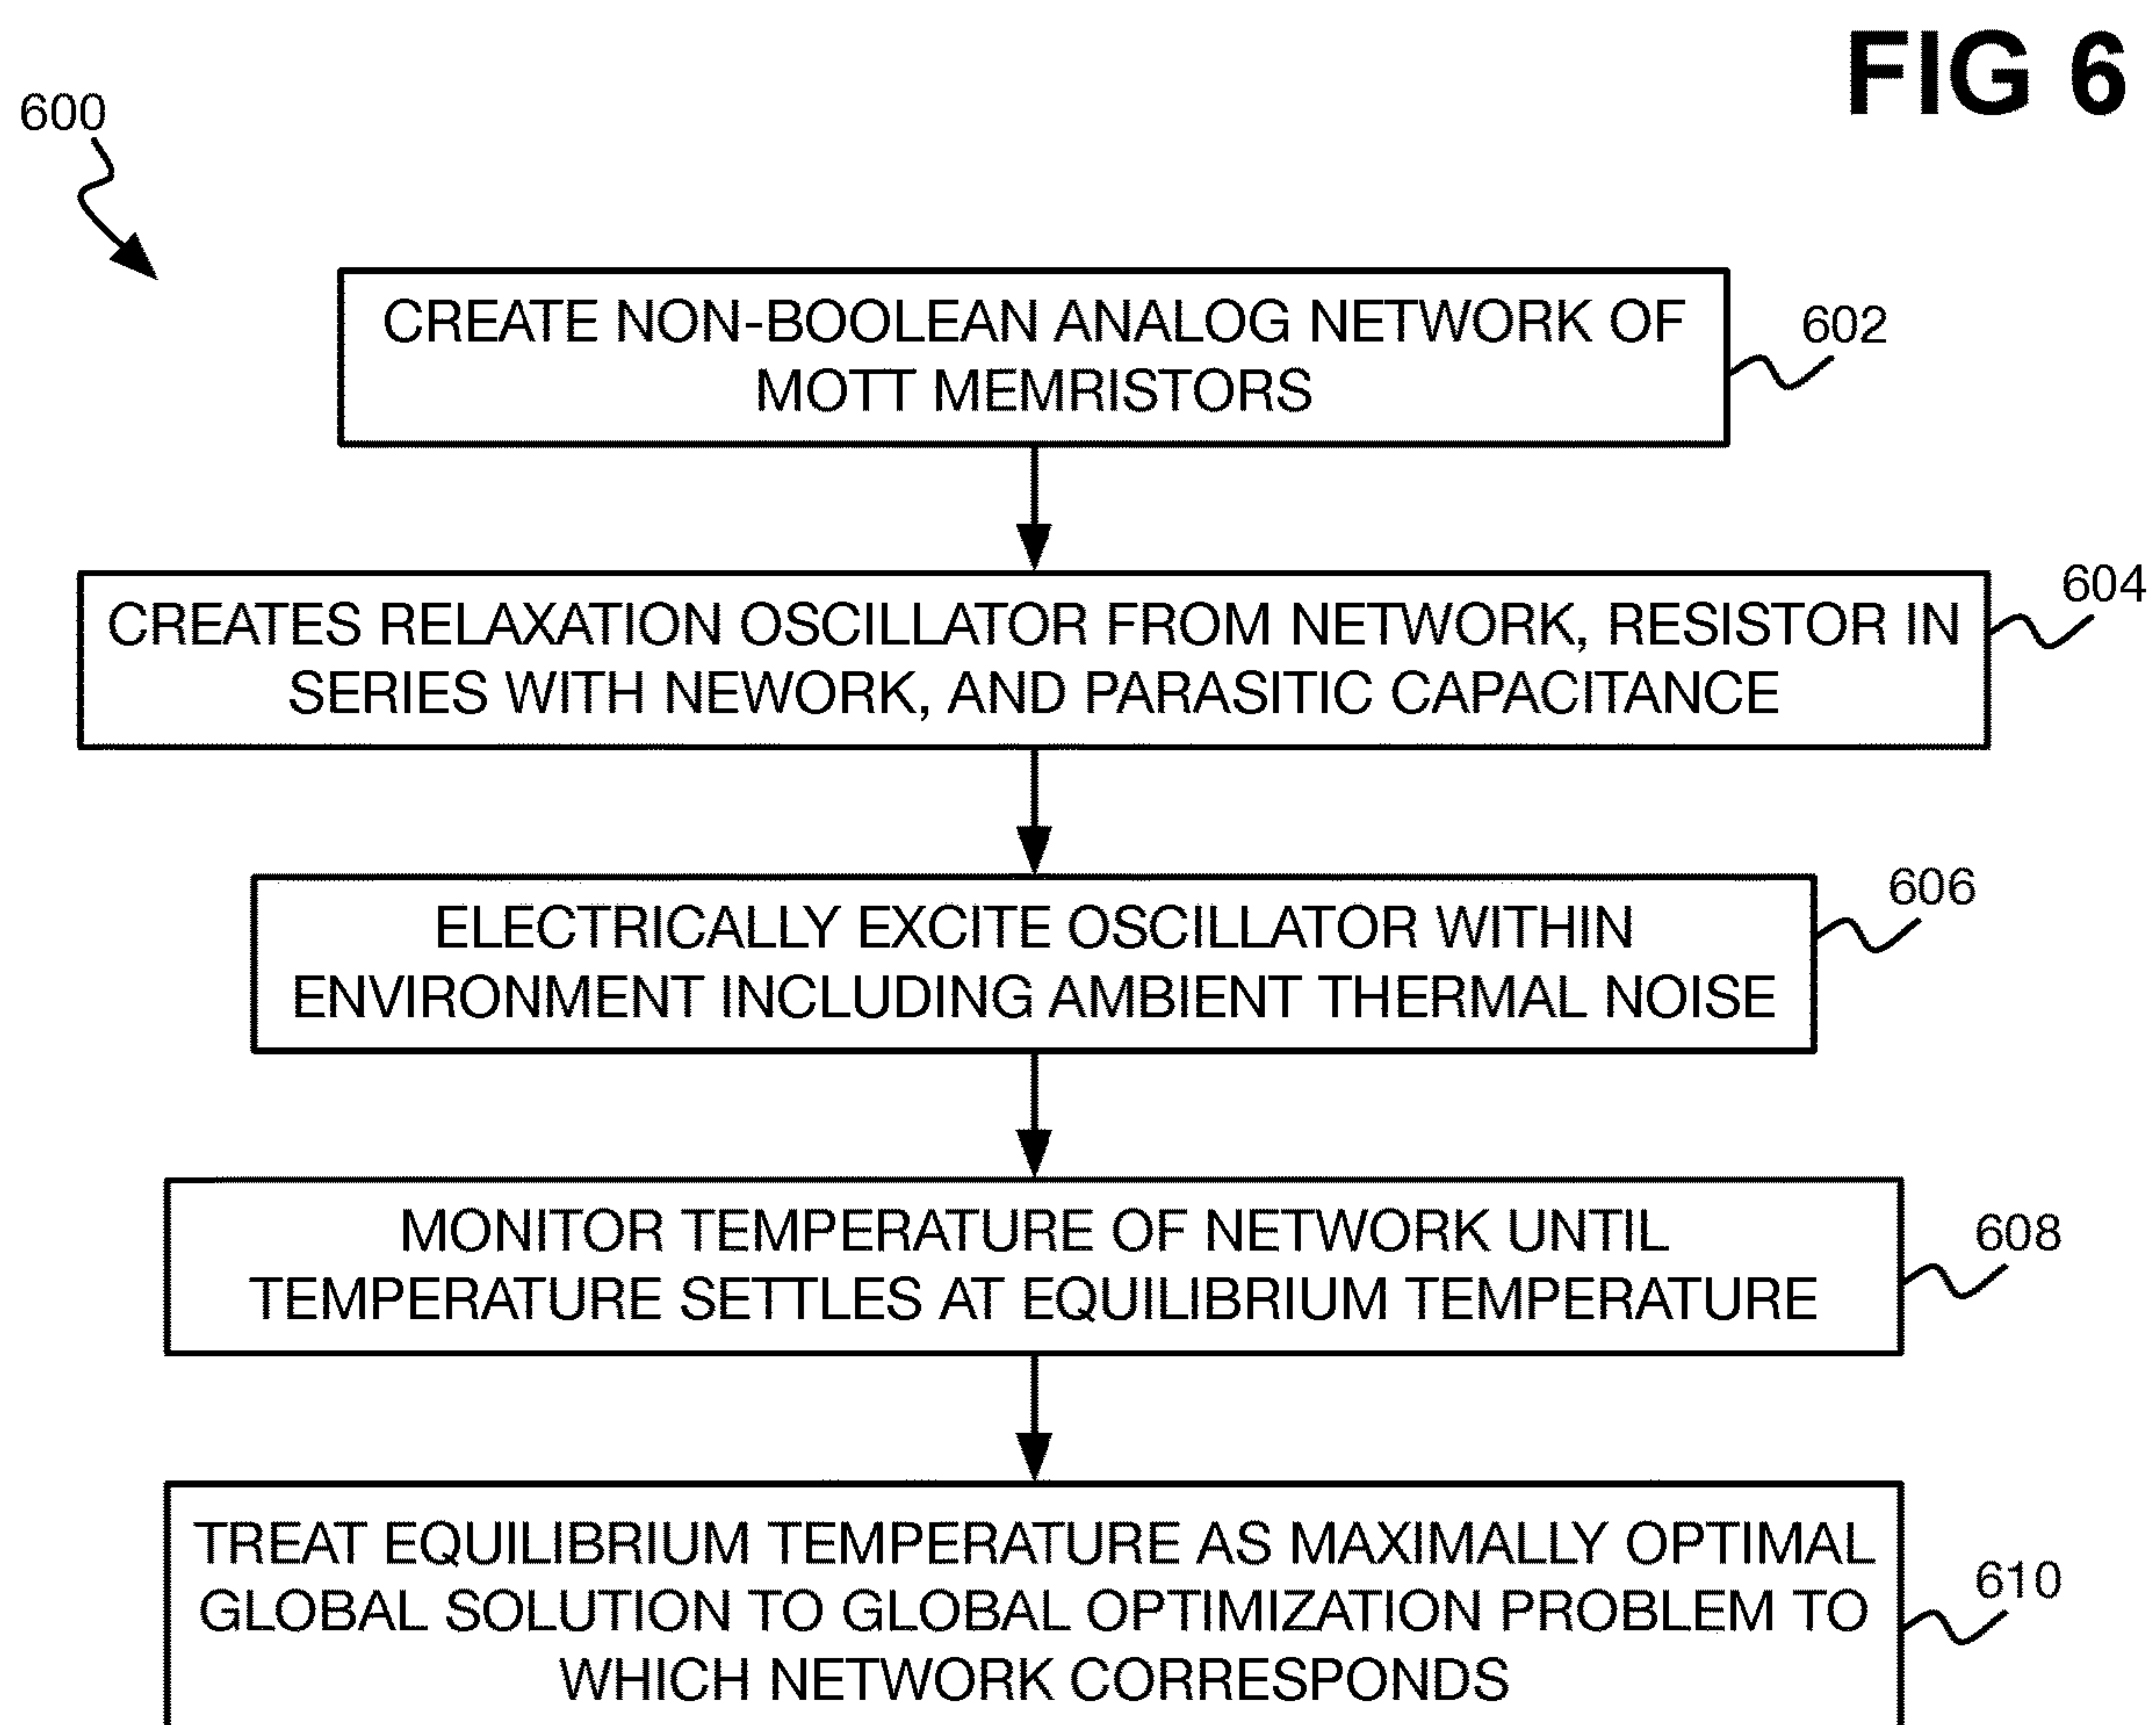 FIG 6
600
CREATE NON-BOOLEAN ANALOG NETWORK OF
MOTT MEMRISTORS
602
CREATES RELAXATION OSCILLATOR FROM NETWORK, RESISTOR IN
SERIES WITH NEWORK, AND PARASITIC CAPACITANCE
604
ELECTRICALLY EXCITE OSCILLATOR WITHIN
ENVIRONMENT INCLUDING AMBIENT THERMAL NOISE
606
MONITOR TEMPERATURE OF NETWORK UNTIL
TEMPERATURE SETTLES AT EQUILIBRIUM TEMPERATURE
608
TREAT EQUILIBRIUM TEMPERATURE AS MAXIMALLY OPTIMAL
GLOBAL SOLUTION TO GLOBAL OPTIMIZATION PROBLEM TO
WHICH NETWORK CORRESPONDS
610